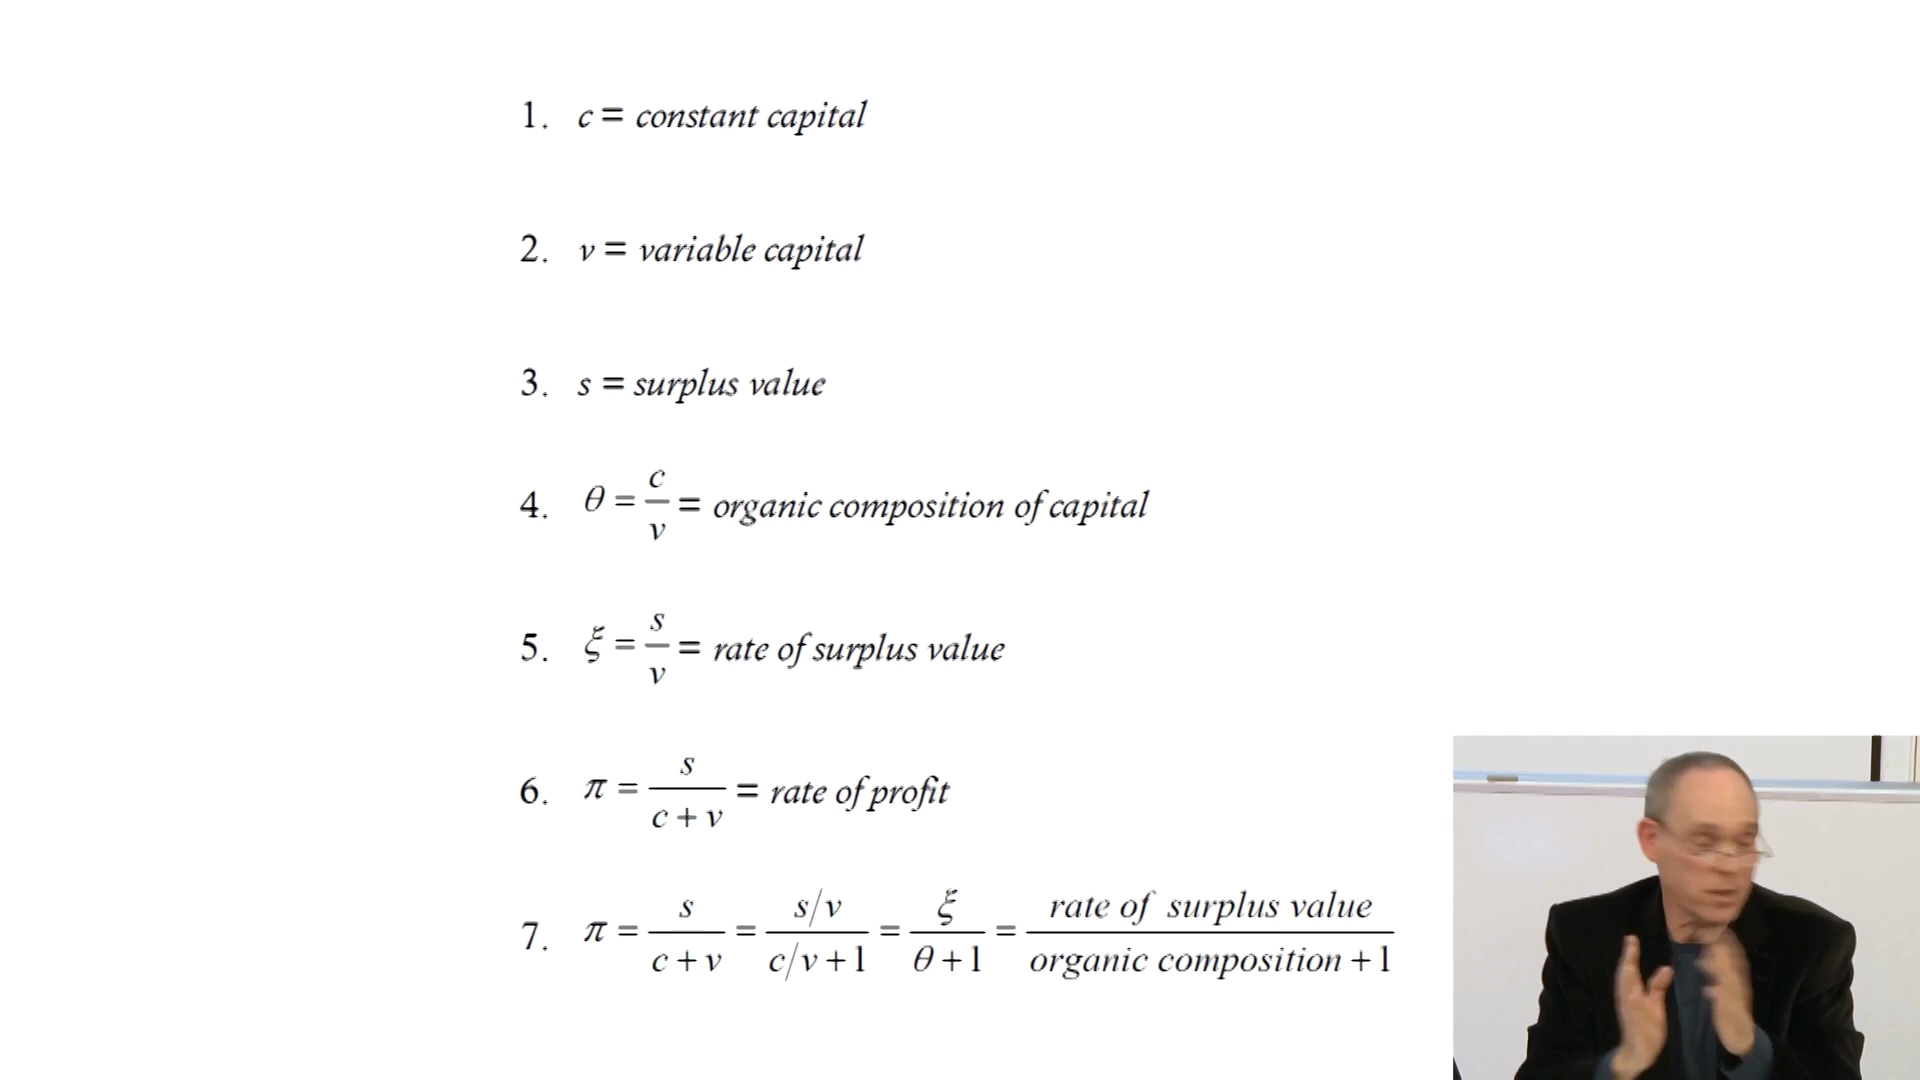 1. c = constant capital
2. v = variable capital
3. s = surplus value
4. θ = c/v = organic composition of capital
5. ξ = s/v = rate of surplus value
6. π = s/(c + v) = rate of profit
7. π = s/(c + v) = (s/v)/(c/v + 1) = ξ/(θ + 1) = (rate of surplus value)/(organic composition + 1)